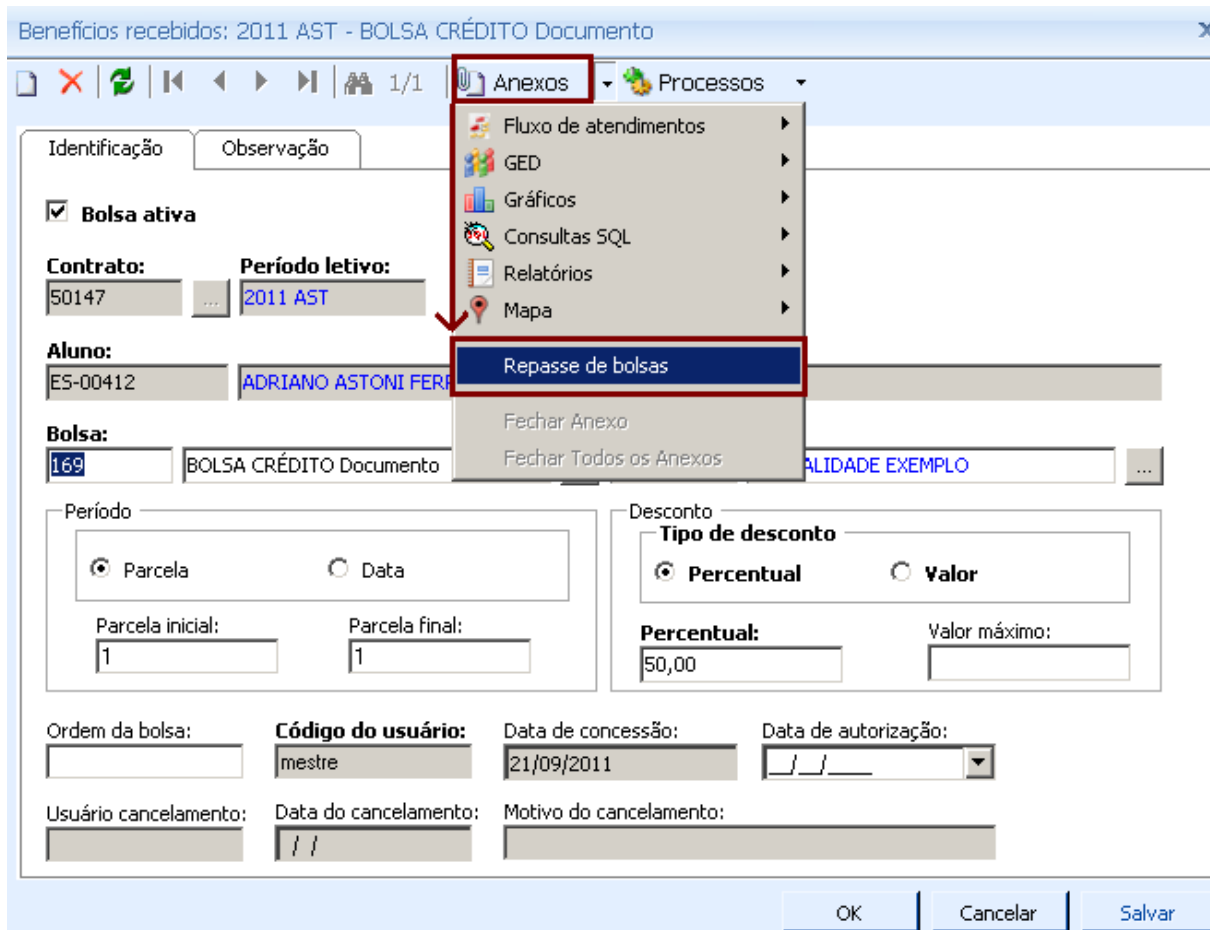 Benefícios recebidos: 2011 AST - BOLSA CRÉDITO Documento
1/1 Anexos Processos
Identificação Observação
Fluxo de atendimentos
GED
Gráficos
Consultas SQL
Relatórios
Mapa
Repasse de bolsas
Fechar Anexo
Fechar Todos os Anexos
Bolsa ativa
Contrato: Período letivo:
50147 ... 2011 AST
Aluno:
ES-00412 ADRIANO ASTONI
Bolsa:
169 BOLSA CRÉDITO Documento EXEMPLO ...
Período Desconto
Tipo de desconto
Parcela Data Percentual Valor
Parcela inicial: Parcela final: Percentual: Valor máximo:
1 1 50,00
Ordem da bolsa: Código do usuário: Data de concessão: Data de autorização:
mestre 21/09/2011 __/__/____
Usuário cancelamento: Data do cancelamento: Motivo do cancelamento:
/ /
OK Cancelar Salvar